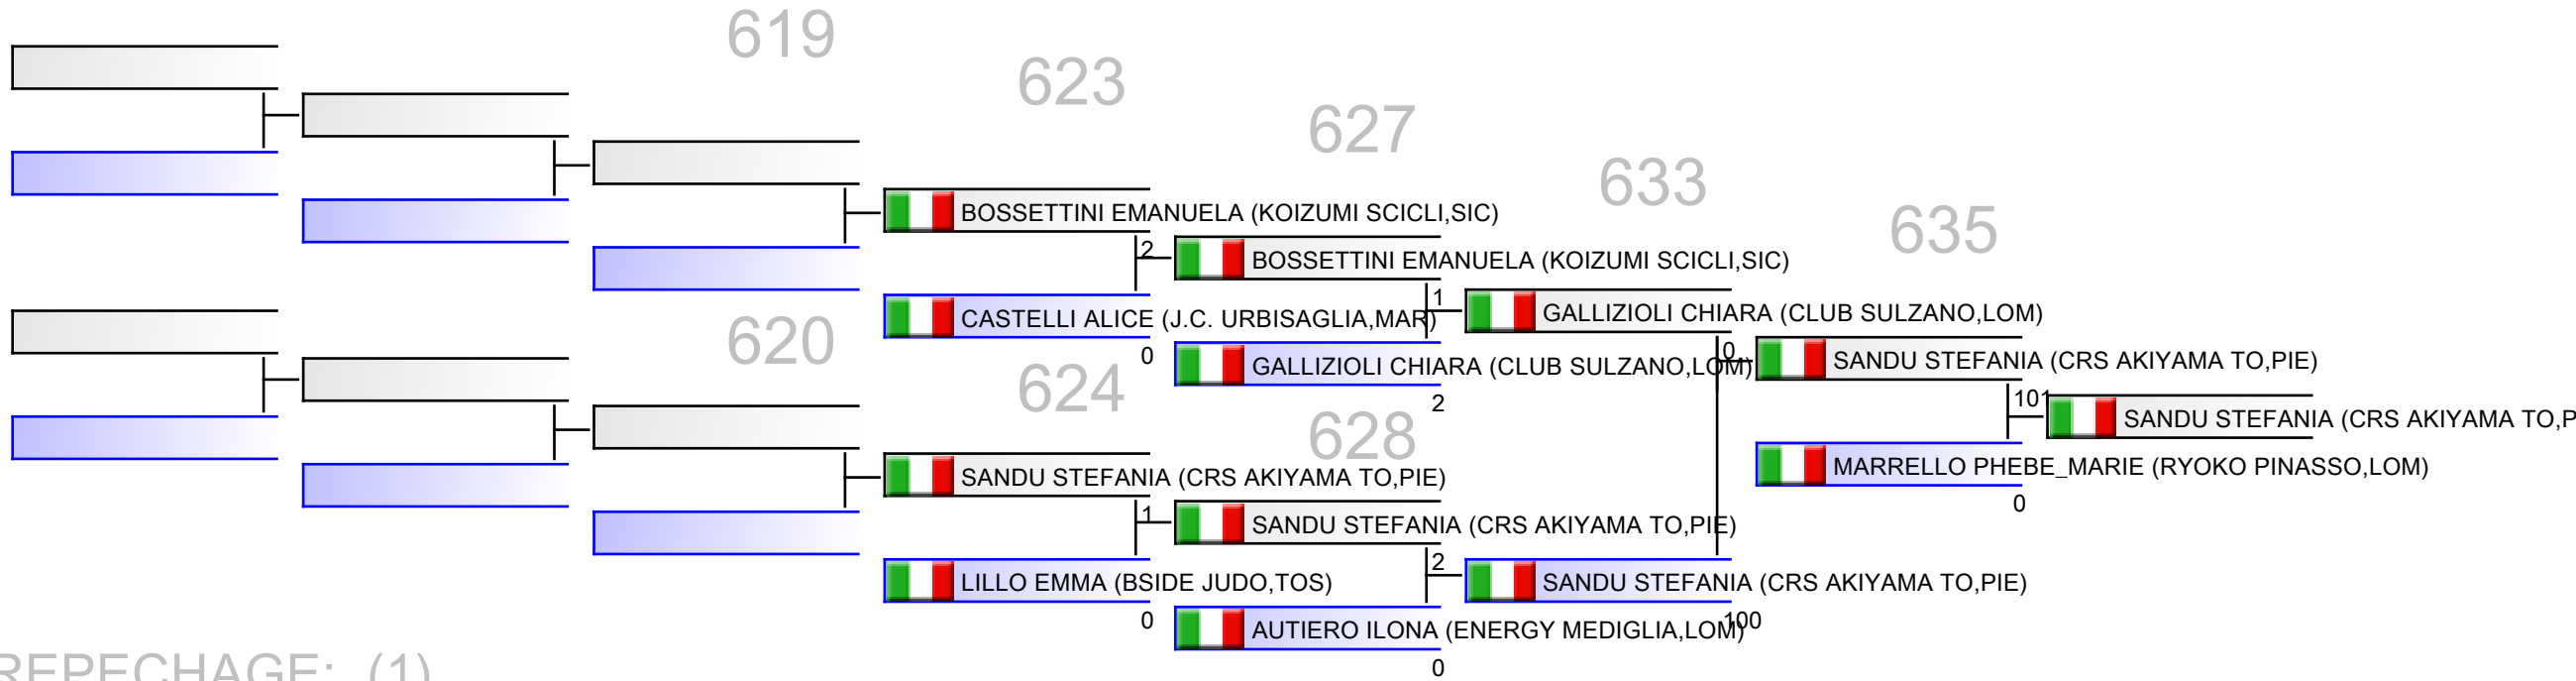 619
623
627
633
635
BOSSETTINI EMANUELA (KOIZUMI SCICLI,SIC)
2
BOSSETTINI EMANUELA (KOIZUMI SCICLI,SIC)
CASTELLI ALICE (J.C. URBISAGLIA,MAR)
0
1
GALLIZIOLI CHIARA (CLUB SULZANO,LOM)
GALLIZIOLI CHIARA (CLUB SULZANO,LOM)
2
0
SANDU STEFANIA (CRS AKIYAMA TO,PIE)
101
SANDU STEFANIA (CRS AKIYAMA TO,P
MARRELLO PHEBE_MARIE (RYOKO PINASSO,LOM)
0
620
624
628
SANDU STEFANIA (CRS AKIYAMA TO,PIE)
1
SANDU STEFANIA (CRS AKIYAMA TO,PIE)
LILLO EMMA (BSIDE JUDO,TOS)
0
2
SANDU STEFANIA (CRS AKIYAMA TO,PIE)
100
AUTIERO ILONA (ENERGY MEDIGLIA,LOM)
0
REPECHAGE: (1)